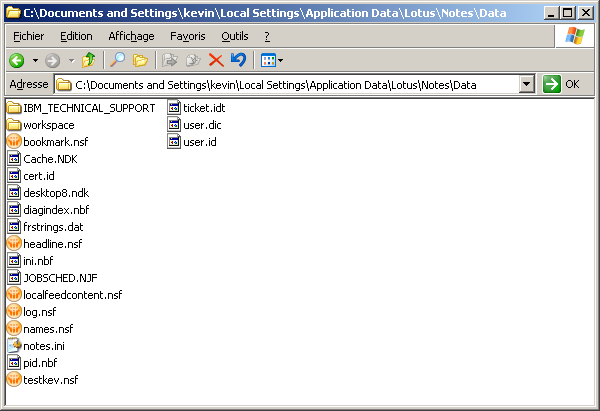 C:\Documents and Settings\kevin\Local Settings\Application Data\Lotus\Notes\Data
Fichier Edition Affichage Favoris Outils ?
Adresse C:\Documents and Settings\kevin\Local Settings\Application Data\Lotus\Notes\Data OK
IBM_TECHNICAL_SUPPORT
workspace
bookmark.nsf
Cache.NDK
cert.id
desktop8.ndk
diagindex.nbf
frstrings.dat
headline.nsf
ini.nbf
JOBSCHED.NJF
localfeedcontent.nsf
log.nsf
names.nsf
notes.ini
pid.nbf
testkev.nsf
ticket.idt
user.dic
user.id